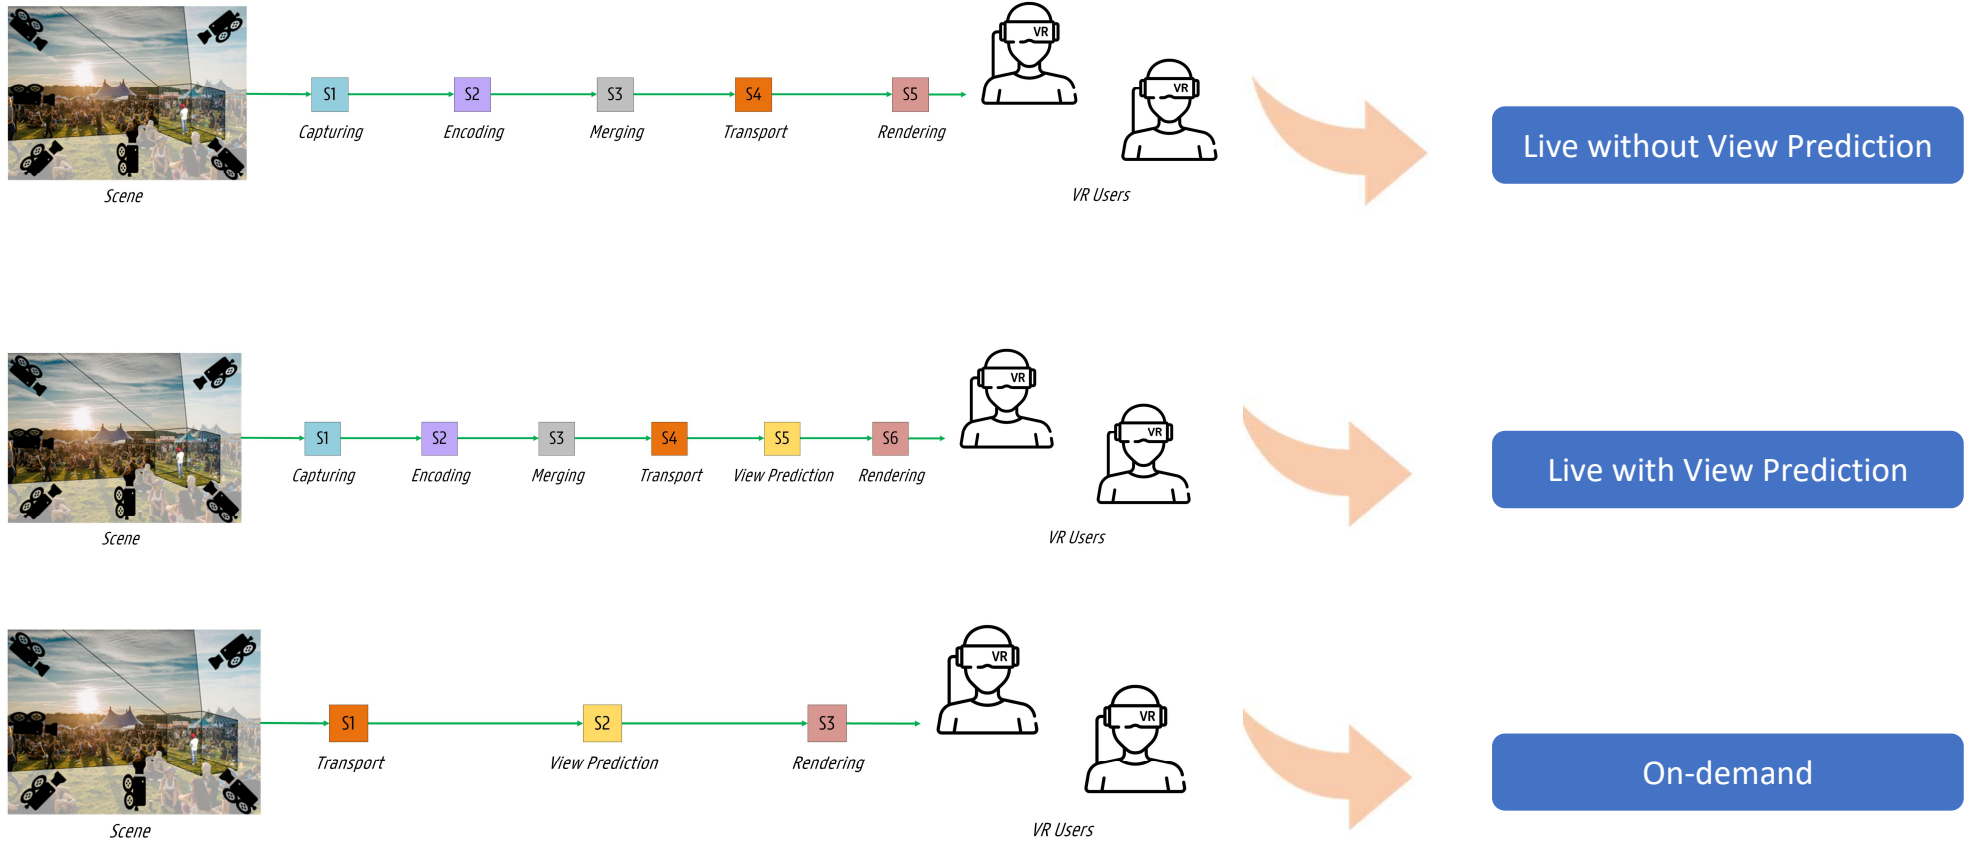 S1
S2
S3
S4
S5
Capturing
Encoding
Merging
Transport
Rendering
Scene
VR
VR
VR Users
Live without View Prediction
S1
S2
S3
S4
S5
S6
Capturing
Encoding
Merging
Transport
View Prediction
Rendering
Scene
VR
VR
VR Users
Live with View Prediction
S1
S2
S3
Transport
View Prediction
Rendering
Scene
VR
VR
VR Users
On-demand